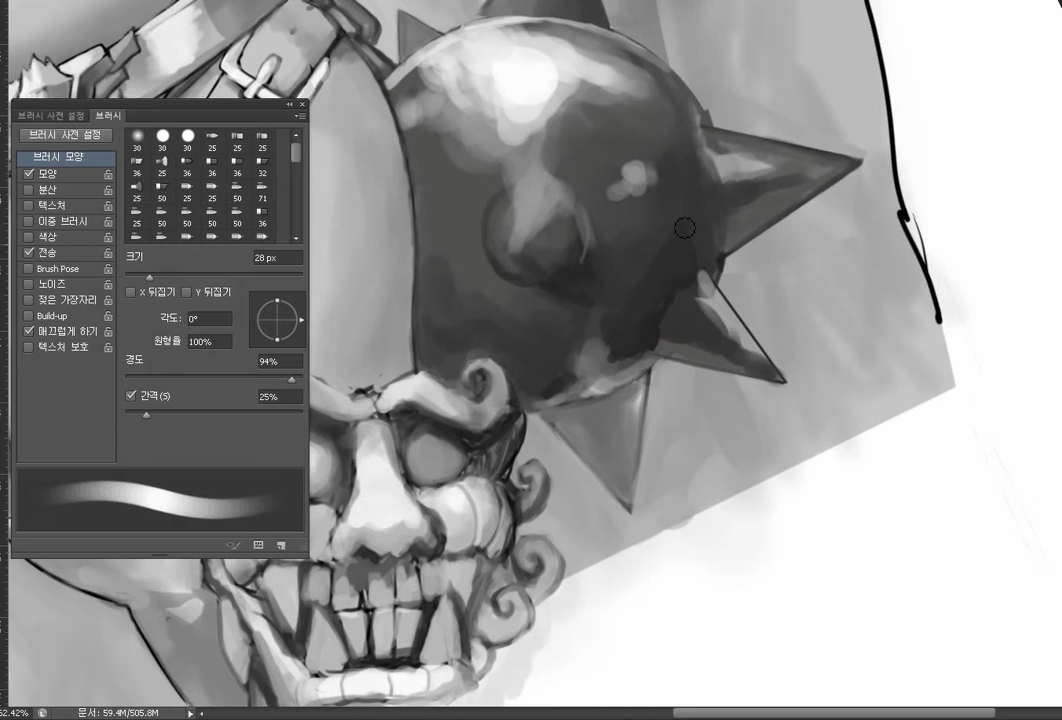 브러시 사전 설정 브러시
브러시 사전 설정
브러시 모양
모양
분산
텍스처
이중 브러시
색상
전송
Brush Pose
노이즈
젖은 가장자리
Build-up
매끄럽게 하기
텍스처 보호
30 30 30 25 25 25
36 25 36 36 36 32
25 50 25 25 50 71
25 50 50 50 50 36
크기 28 px
X 뒤집기 Y 뒤집기
각도: 0°
원형율 100%
경도 94%
간격(S) 25%
62.42% 문서: 59.4M/505.8M